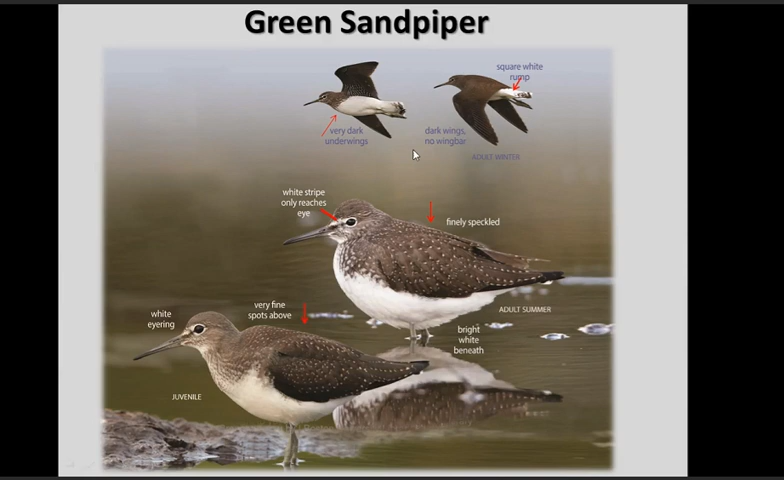 Green Sandpiper
square white
rump
very dark
underwings
dark wings,
no wingbar
ADULT WINTER
white stripe
only reaches
eye
finely speckled
very fine
spots above
white
eyering
ADULT SUMMER
bright
white
beneath
JUVENILE